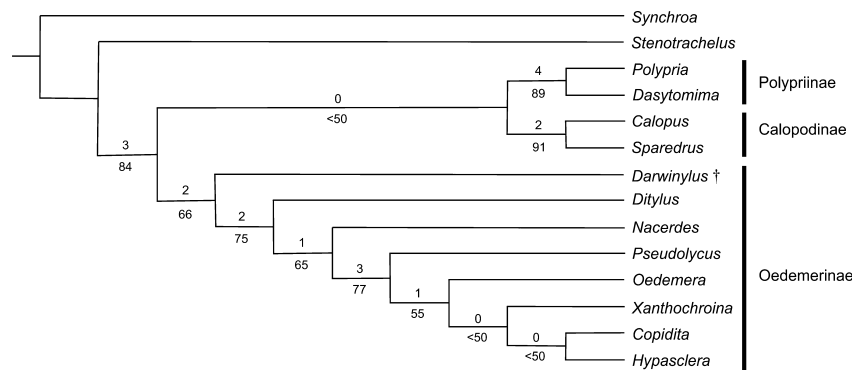 Synchroa
Stenotrachelus
4 Polypria
89 Polypriinae
0 Dasytomima
<50
2 Calopus
Calopodinae
91 Sparedrus
3
84
Darwinylus †
2
66
Ditylus
2
75
Nacerdes
1
65
Pseudolycus
3
77
Oedemerinae
Oedemera
1
55
Xanthochroina
0
<50
Copidita
0
<50
Hypasclera